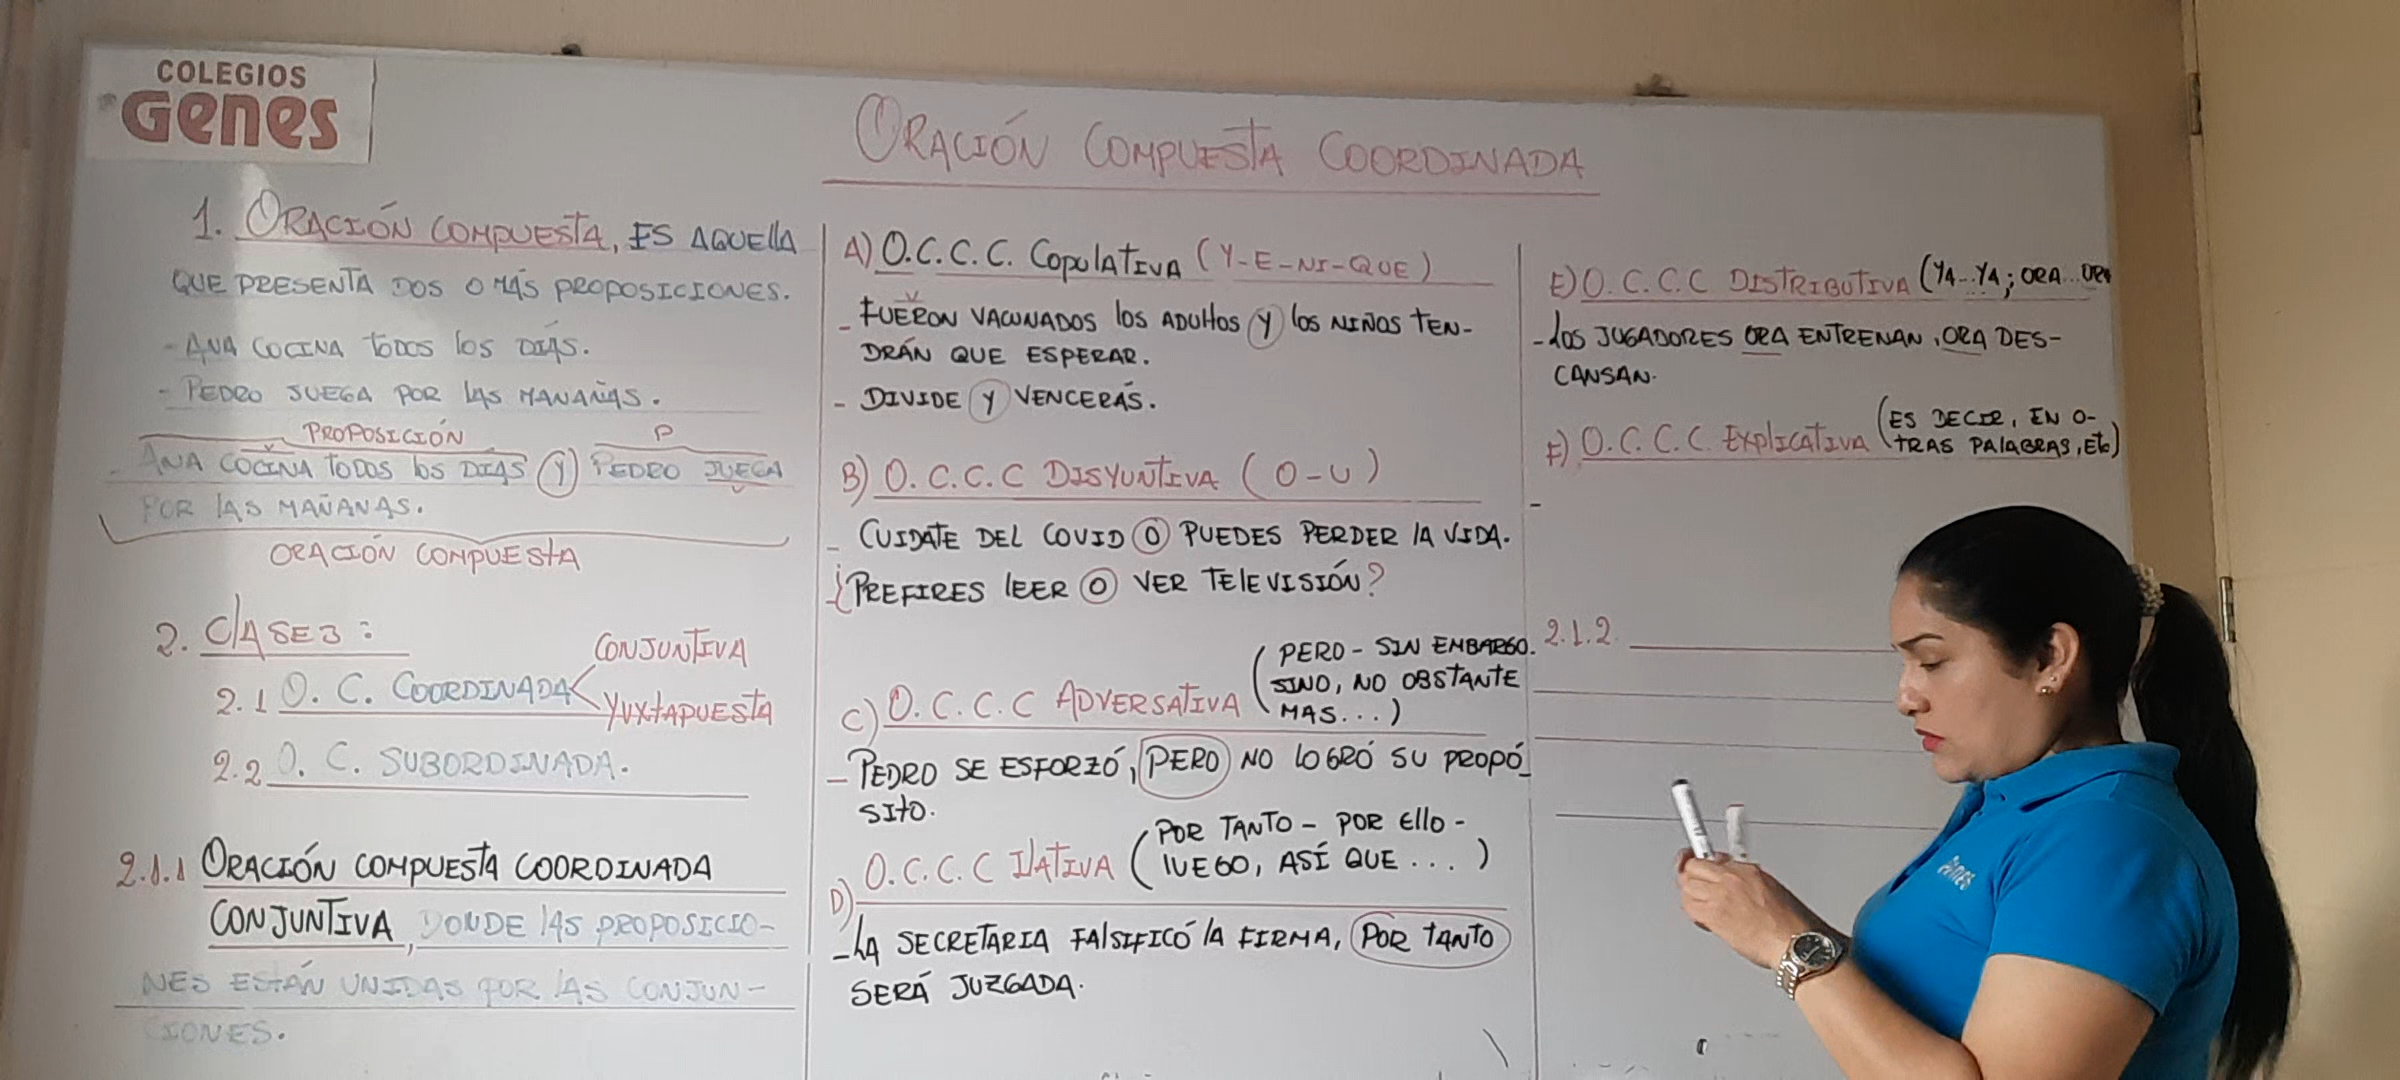 COLEGIOS
Genes
ORACIÓN COMPUESTA COORDINADA
1. ORACIÓN COMPUESTA, ES AQUELLA
QUE PRESENTA DOS O MÁS PROPOSICIONES.
- ANA COCINA TODOS LOS DÍAS.
- PEDRO JUEGA POR LAS MAÑANAS.
PROPOSICIÓN P
- ANA COCINA TODOS LOS DÍAS Y PEDRO JUEGA
POR LAS MAÑANAS.
ORACIÓN COMPUESTA
2. CLASES:
CONJUNTIVA
2.1 O. C. COORDINADA <
YUXTAPUESTA
2.2 O. C. SUBORDINADA.
2.1.1 ORACIÓN COMPUESTA COORDINADA
CONJUNTIVA, DONDE LAS PROPOSICIO-
NES ESTÁN UNIDAS POR LAS CONJUN-
CIONES.
A) O.C.C.C. COPULATIVA (Y-E-NI-QUE)
- FUERON VACUNADOS LOS ADULTOS Y LOS NIÑOS TEN-
DRÁN QUE ESPERAR.
- DIVIDE Y VENCERÁS.
B) O.C.C.C DISYUNTIVA (O-U)
- CUIDATE DEL COVID O PUEDES PERDER LA VIDA.
- ¿PREFIRES LEER O VER TELEVISIÓN?
C) O.C.C.C ADVERSATIVA (PERO - SIN EMBARGO.
SINO, NO OBSTANTE
MAS...)
- PEDRO SE ESFORZÓ, PERO NO LOGRÓ SU PROPÓ-
SITO.
D) O.C.C.C ILATIVA (POR TANTO - POR ELLO -
LUEGO, ASÍ QUE ...)
- LA SECRETARIA FALSIFICÓ LA FIRMA, POR TANTO
SERÁ JUZGADA.
E) O.C.C.C DISTRIBUTIVA (YA...YA; ORA...ORA
- LOS JUGADORES ORA ENTRENAN, ORA DES-
CANSAN.
F) O.C.C.C. EXPLICATIVA (ES DECIR, EN O-
TRAS PALABRAS, Etc)
-
2.1.2
Genes